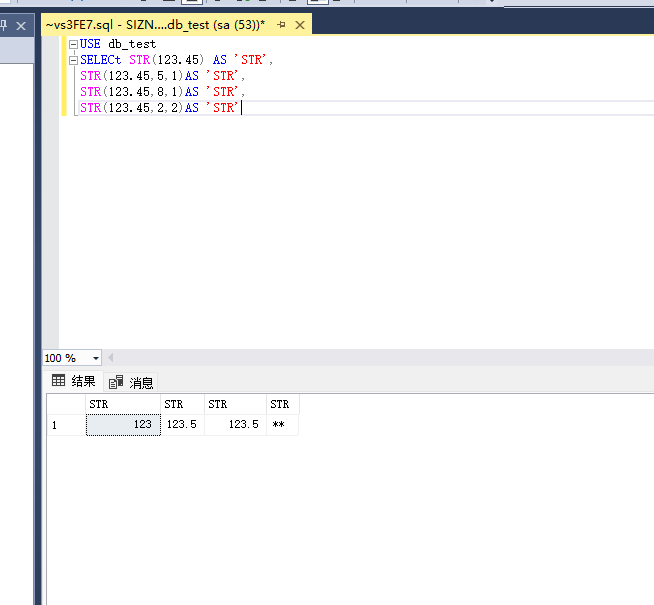 ~vs3FE7.sql - SIZN....db_test (sa (53))*
USE db_test
SELECt STR(123.45) AS 'STR',
STR(123.45,5,1)AS 'STR',
STR(123.45,8,1)AS 'STR',
STR(123.45,2,2)AS 'STR'
100 %
结果 消息
STR STR STR STR
1 123 123.5 123.5 **